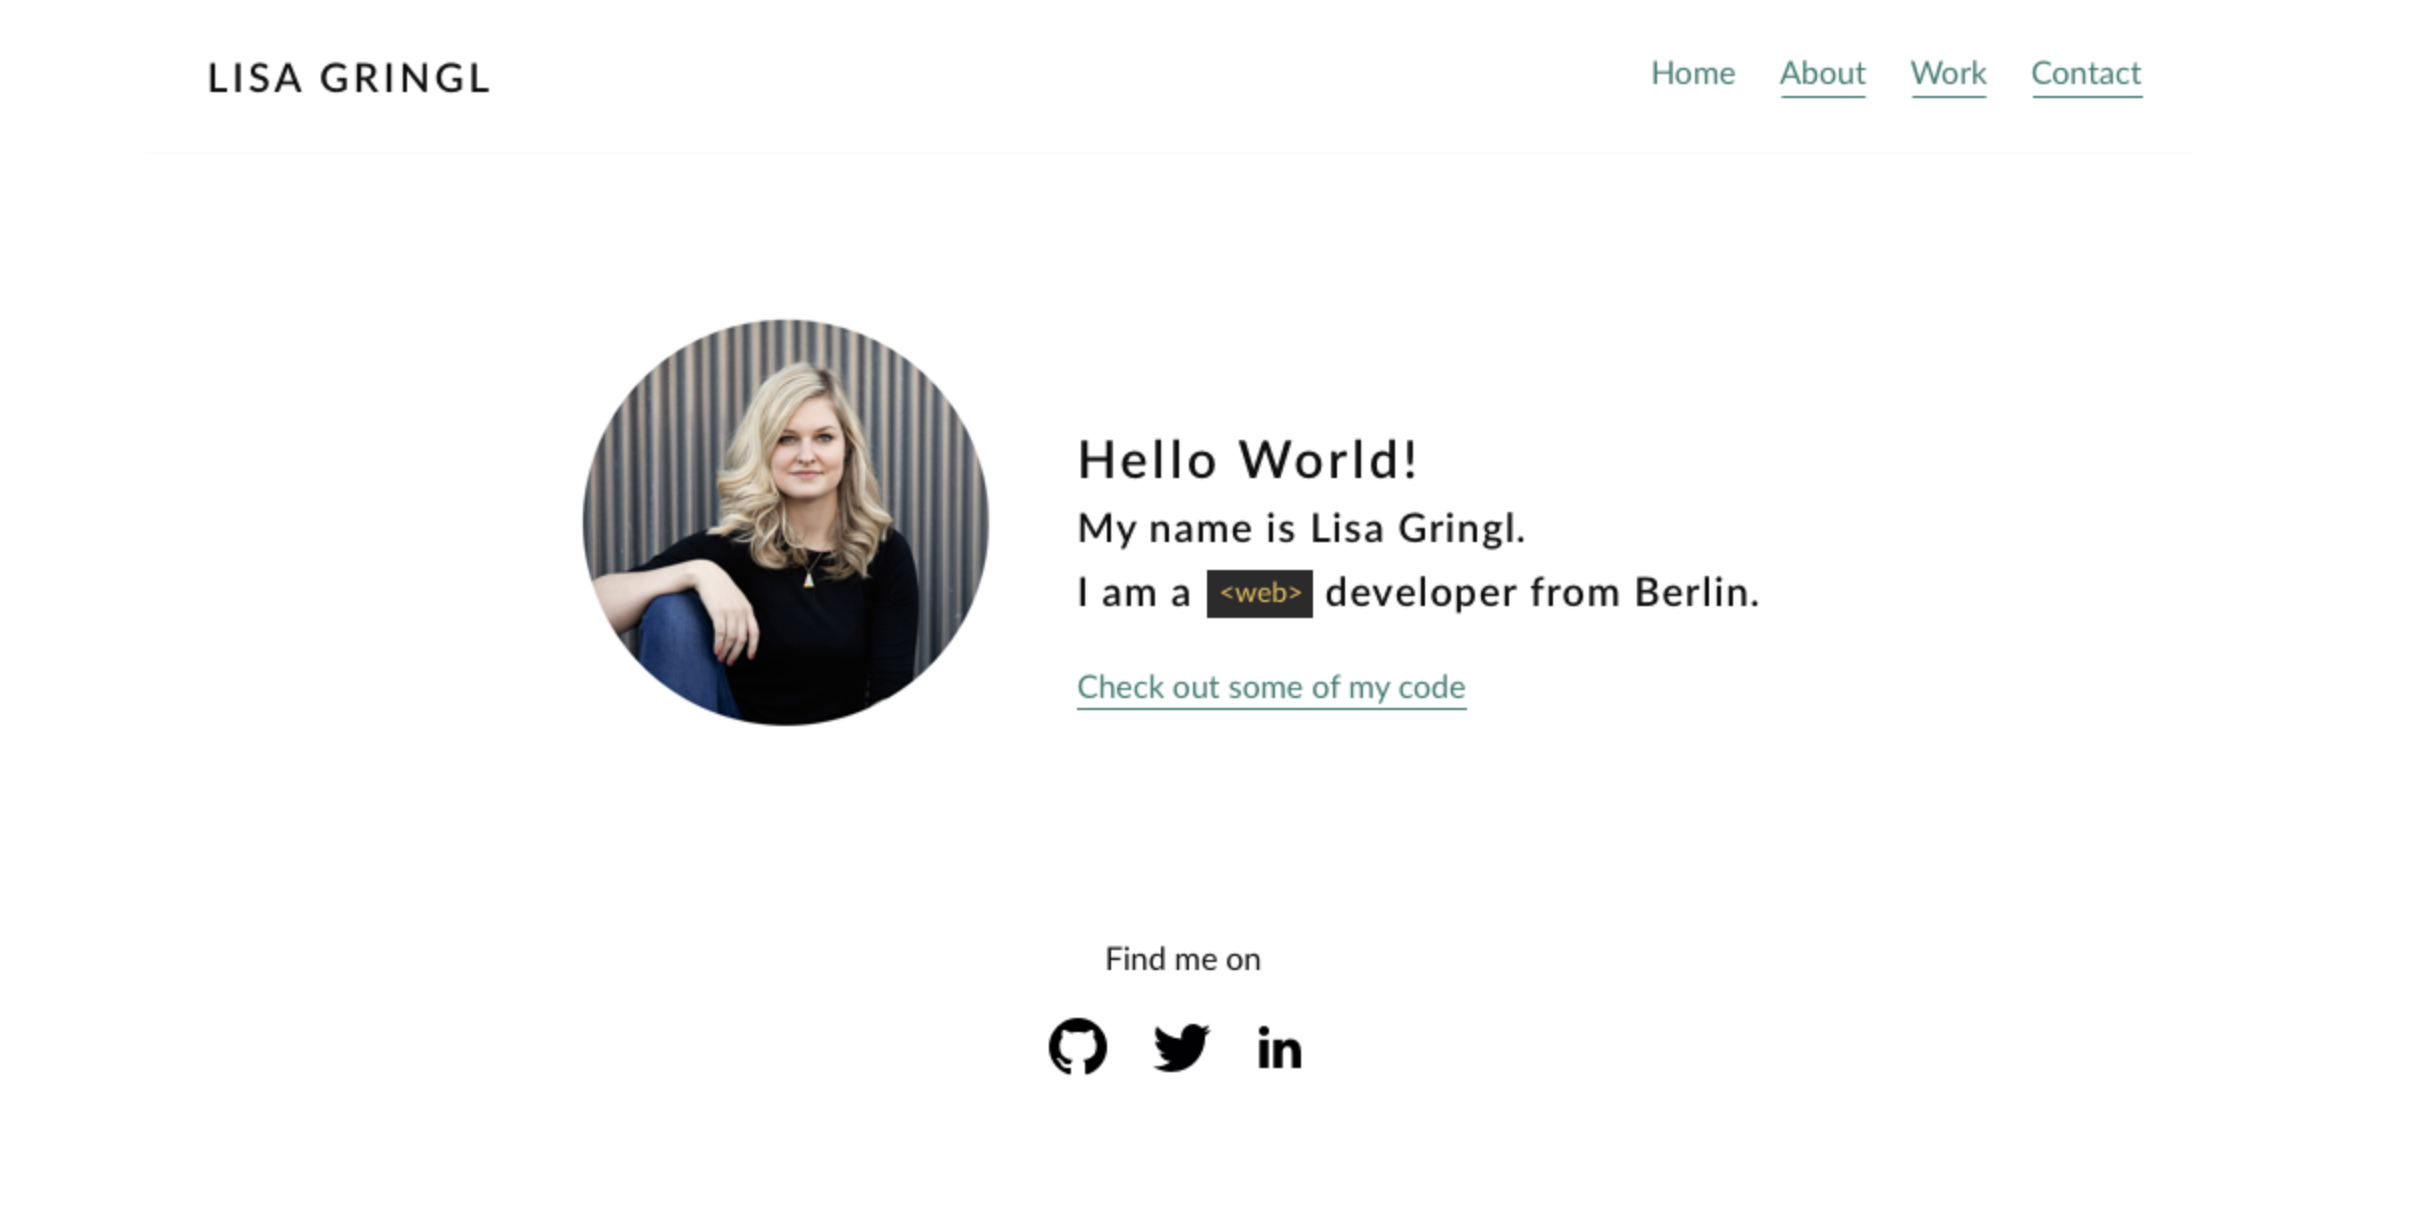 LISA GRINGL
Home About Work Contact
Hello World!
My name is Lisa Gringl.
I am a <web> developer from Berlin.
Check out some of my code
Find me on
in